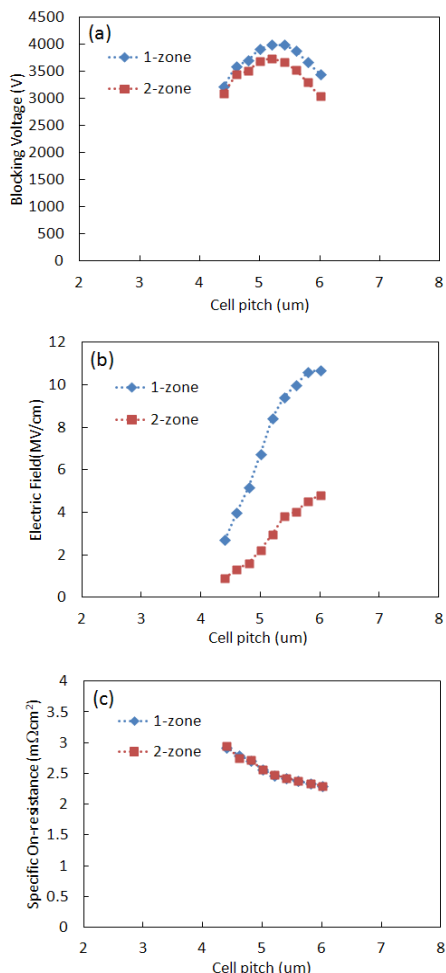 (a)
1-zone
2-zone
Blocking Voltage (V)
4500
4000
3500
3000
2500
2000
1500
1000
500
0
2 3 4 5 6 7 8
Cell pitch (um)
(b)
1-zone
2-zone
Electric Field(MV/cm)
12
10
8
6
4
2
0
2 3 4 5 6 7 8
Cell pitch (um)
(c)
1-zone
2-zone
Specific On-resistance (mΩcm²)
4
3.5
3
2.5
2
1.5
1
0.5
0
2 3 4 5 6 7 8
Cell pitch (um)